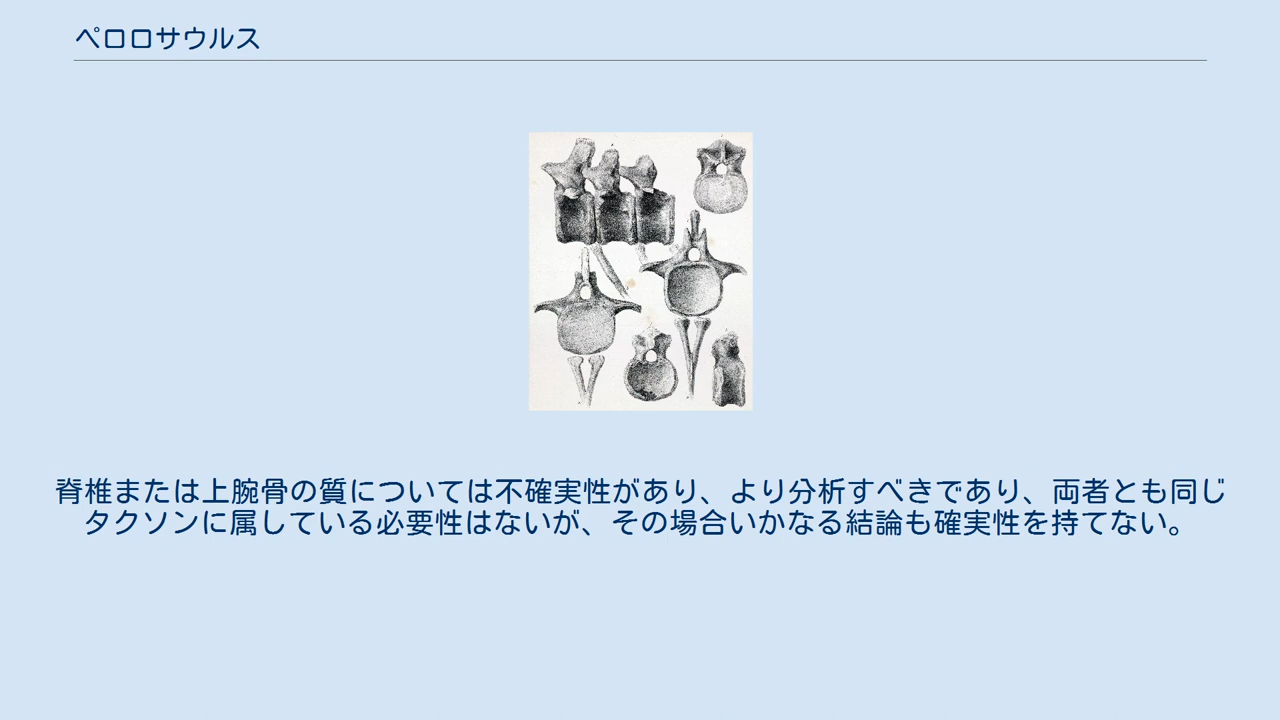 ペロロサウルス
脊椎または上腕骨の質については不確実性があり、より分析すべきであり、両者とも同じ
タクソンに属している必要性はないが、その場合いかなる結論も確実性を持てない。